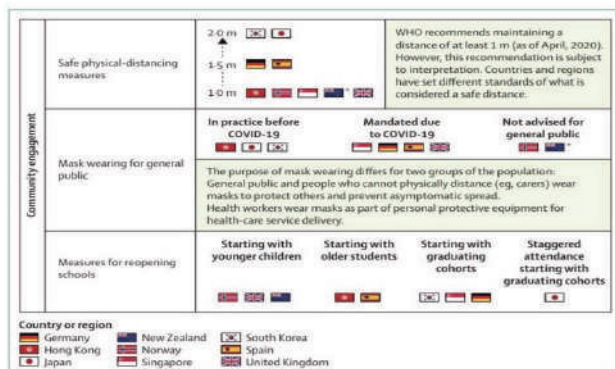 Community engagement
Safe physical-distancing
measures
2·0 m
1·5 m
1·0 m
WHO recommends maintaining a
distance of at least 1 m (as of April, 2020).
However, this recommendation is subject
to interpretation. Countries and regions
have set different standards of what is
considered a safe distance.
Mask wearing for general
public
In practice before
COVID-19
Mandated due
to COVID-19
Not advised for
general public
The purpose of mask wearing differs for two groups of the population:
General public and people who cannot physically distance (eg, carers) wear
masks to protect others and prevent asymptomatic spread.
Health workers wear masks as part of personal protective equipment for
health-care service delivery.
Measures for reopening
schools
Starting with
younger children
Starting with
older students
Starting with
graduating
cohorts
Staggered
attendance
starting with
graduating cohorts
Country or region
Germany
Hong Kong
Japan
New Zealand
Norway
Singapore
South Korea
Spain
United Kingdom